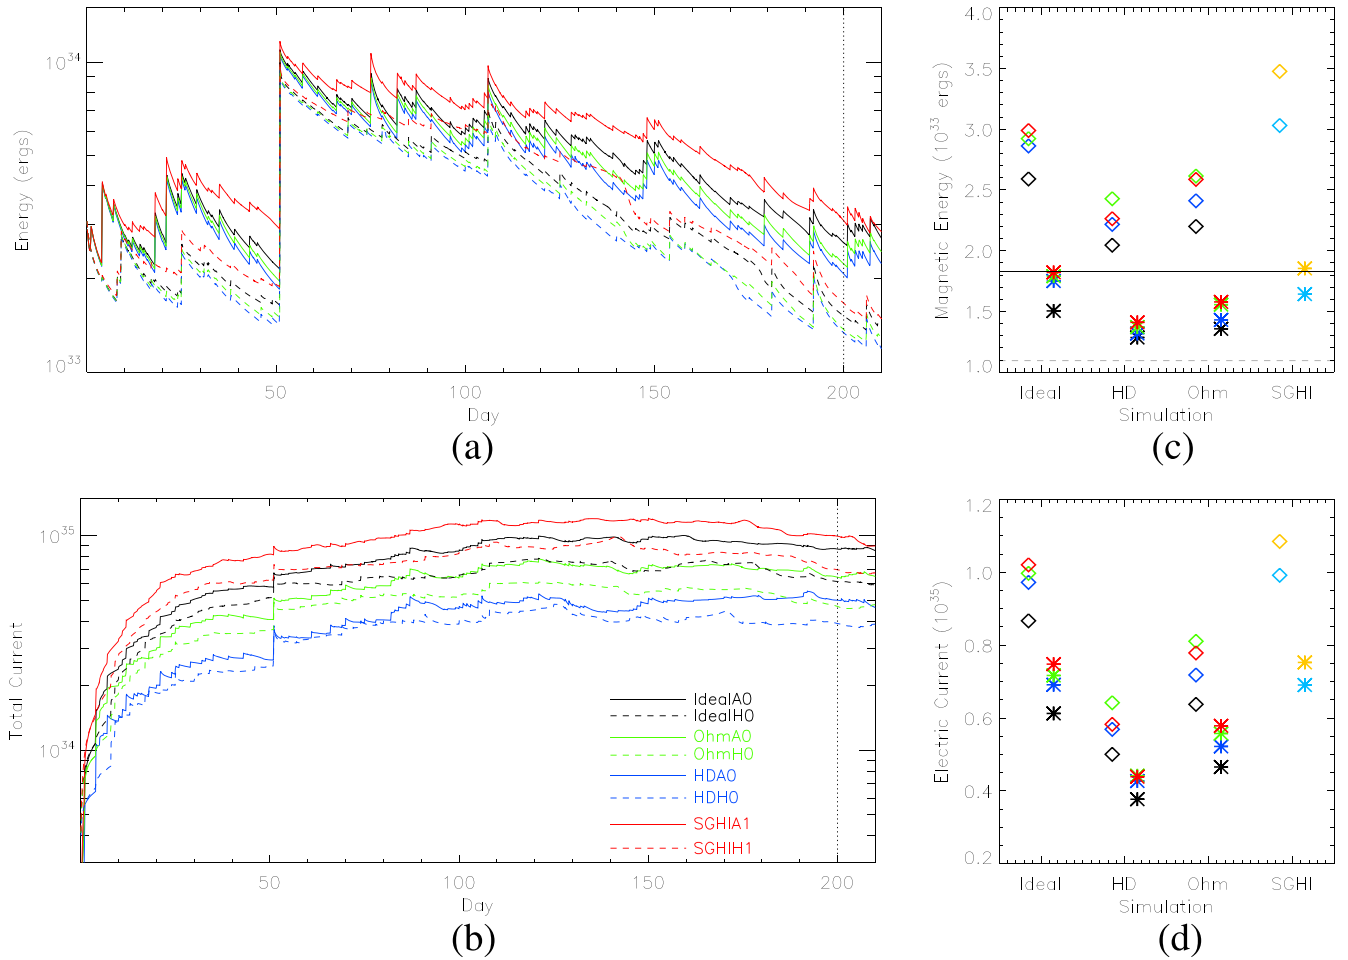 10^34
10^33
Energy (ergs)
50
100
150
200
Day
(a)
4.0
3.5
3.0
2.5
2.0
1.5
1.0
Magnetic Energy (10^33 ergs)
Ideal
HD
Ohm
SGHI
Simulation
(c)
10^35
10^34
Total Current
IdealA0
IdealH0
OhmA0
OhmH0
HDA0
HDH0
SGHIA1
SGHIH1
50
100
150
200
Day
(b)
1.2
1.0
0.8
0.6
0.4
0.2
Electric Current (10^35)
Ideal
HD
Ohm
SGHI
Simulation
(d)